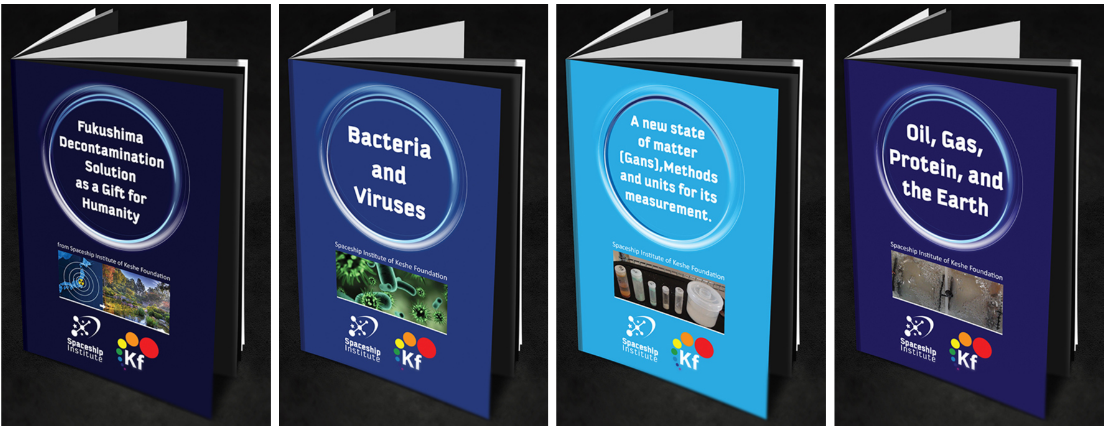 Fukushima
Decontamination
Solution
as a Gift for
Humanity
from Spaceship Institute of Keshe Foundation
Spaceship
Institute
Kf
Bacteria
and
Viruses
Spaceship Institute of Keshe Foundation
Spaceship
Institute
Kf
A new state
of matter
(Gans),Methods
and units for its
measurement.
Spaceship Institute of Keshe Foundation
Spaceship
Institute
Kf
Oil, Gas,
Protein, and
the Earth
Spaceship Institute of Keshe Foundation
Spaceship
Institute
Kf